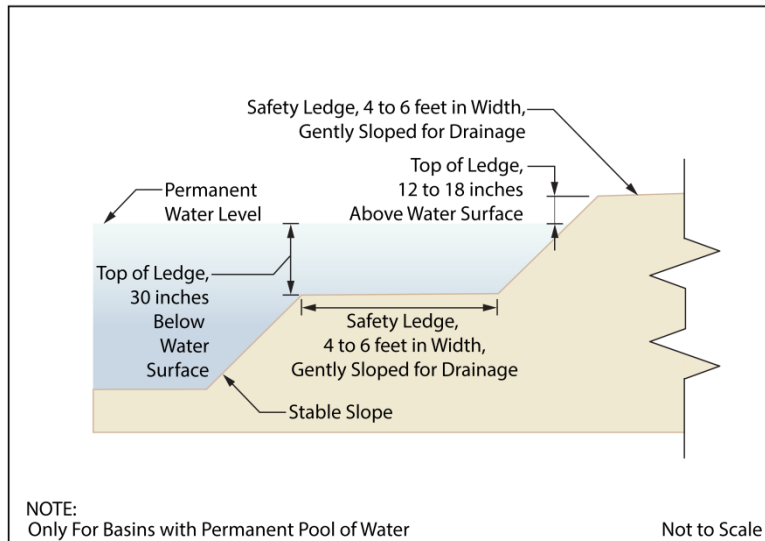 Safety Ledge, 4 to 6 feet in Width,
Gently Sloped for Drainage
Top of Ledge,
12 to 18 inches
Above Water Surface
Permanent
Water Level
Top of Ledge,
30 inches
Below
Water
Surface
Safety Ledge,
4 to 6 feet in Width,
Gently Sloped for Drainage
Stable Slope
NOTE:
Only For Basins with Permanent Pool of Water
Not to Scale